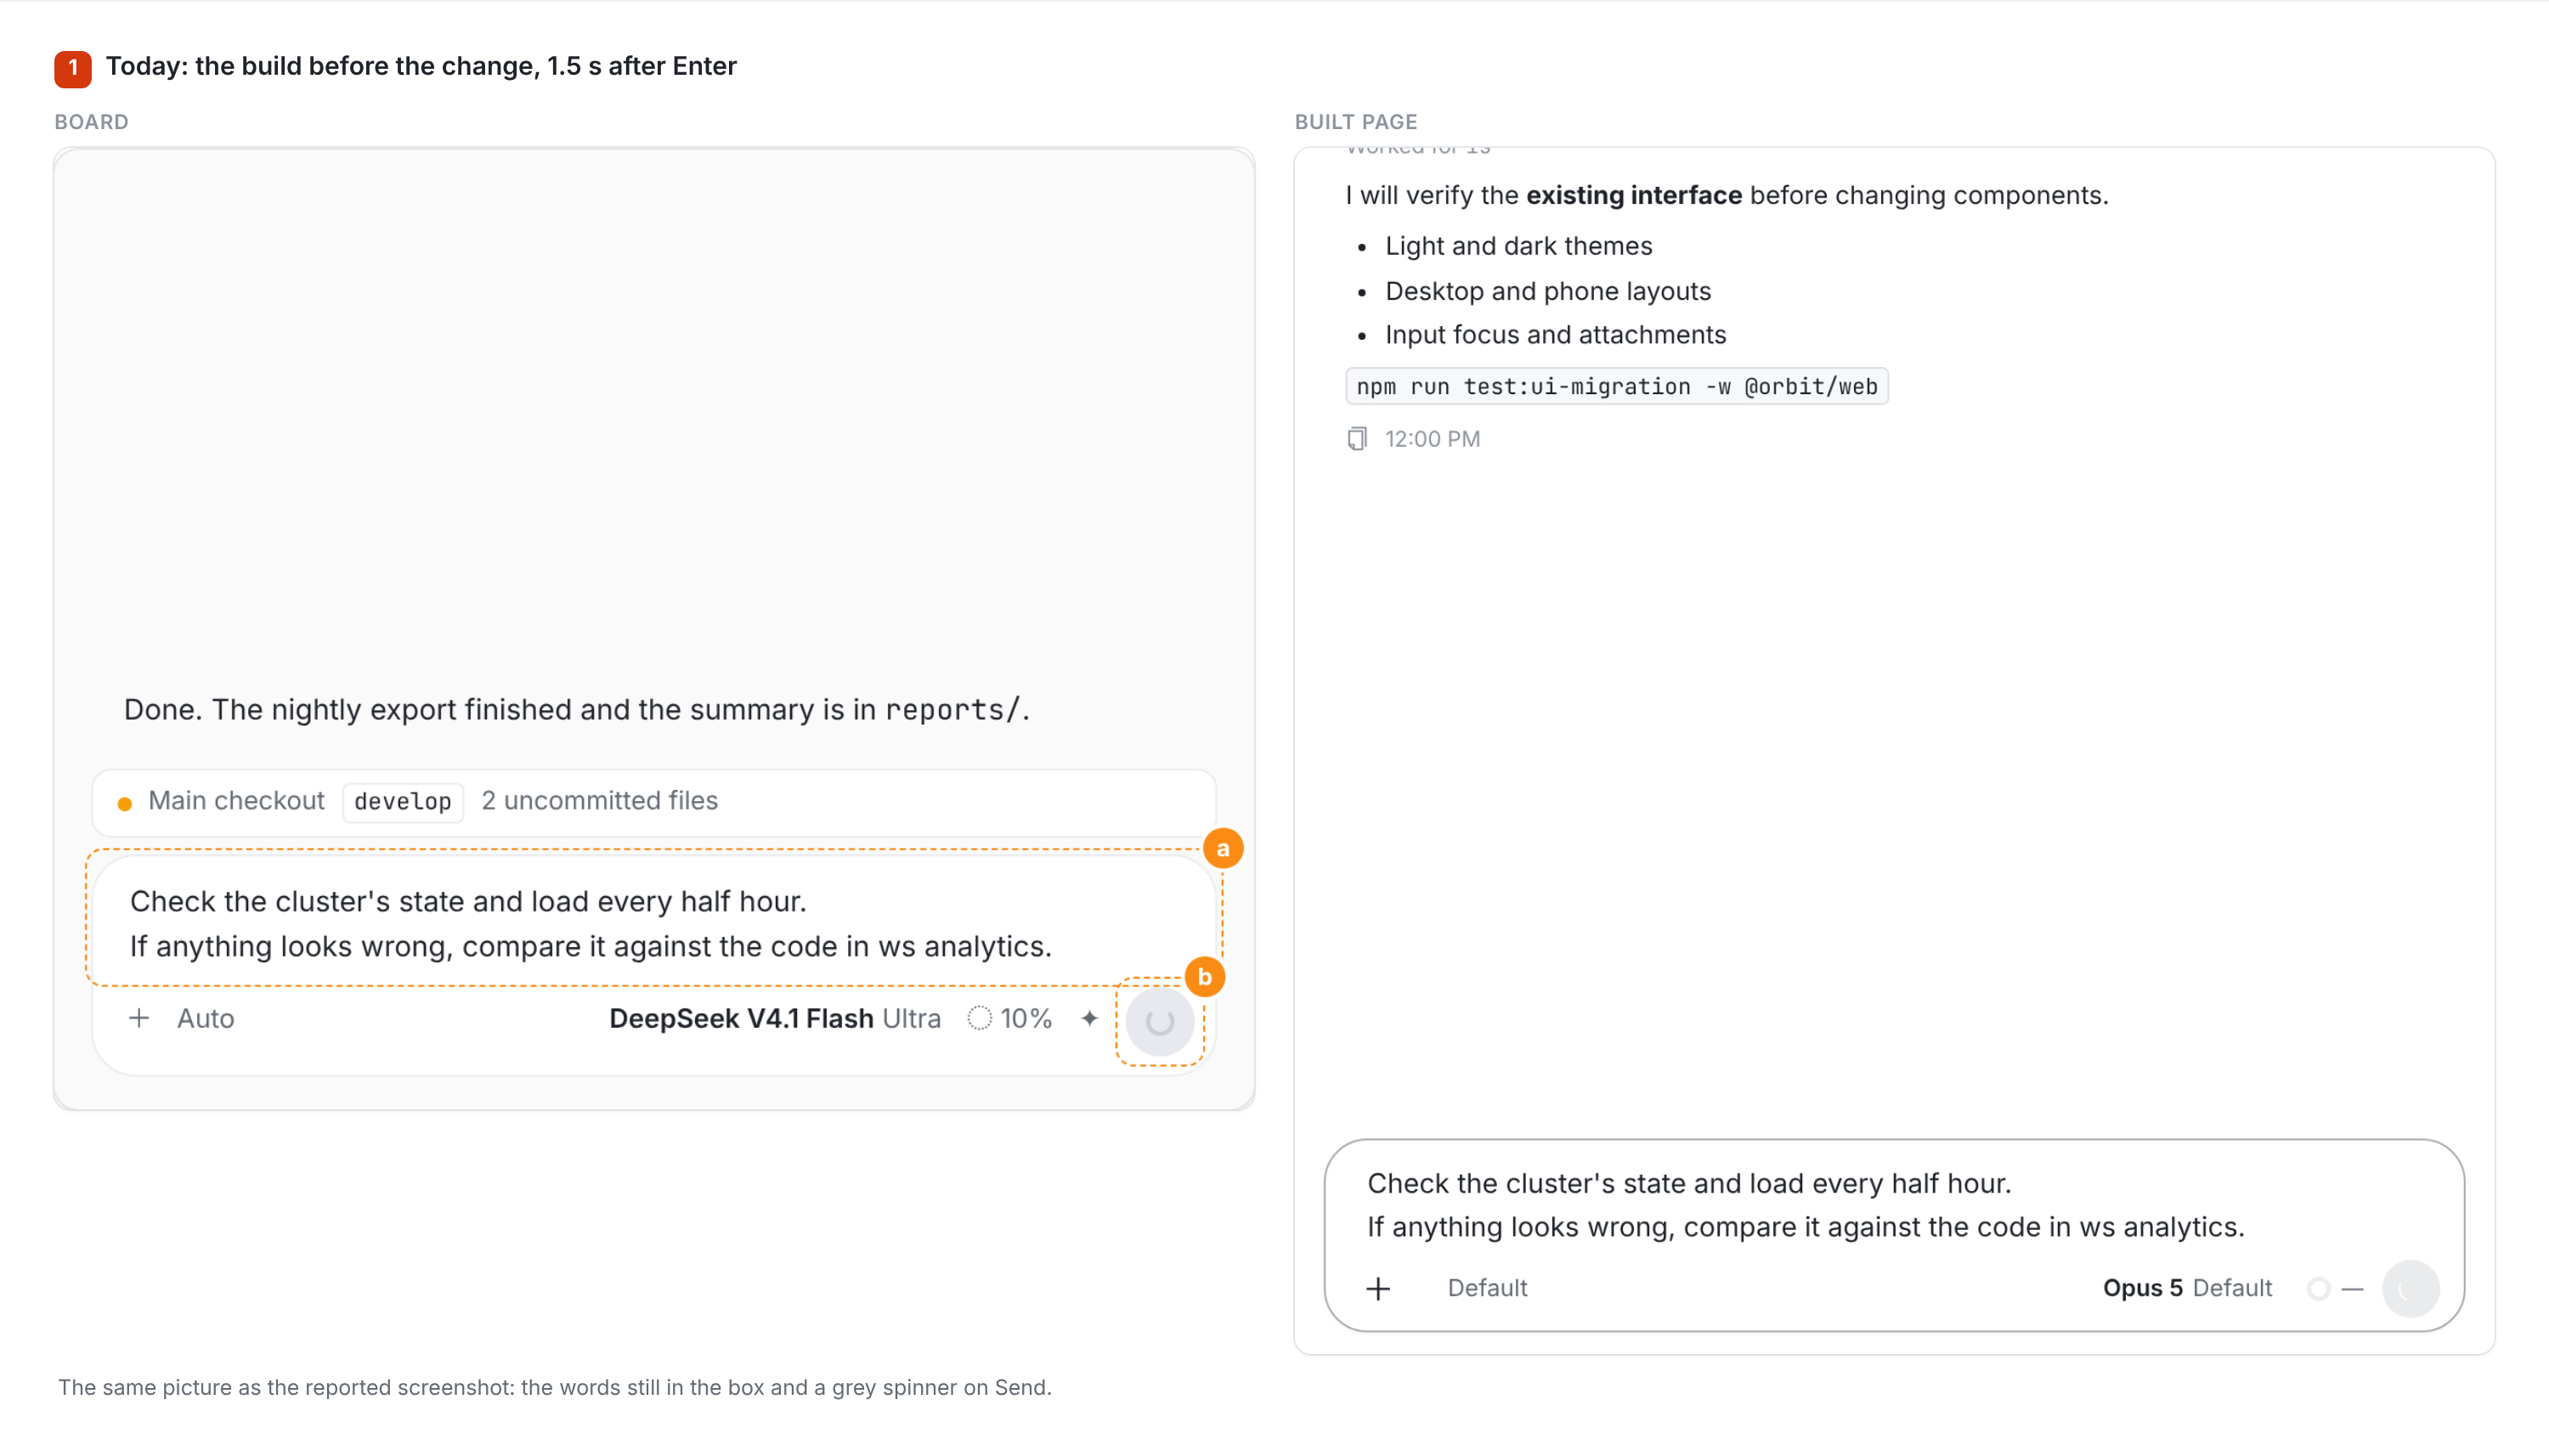 1 Today: the build before the change, 1.5 s after Enter
BOARD
Done. The nightly export finished and the summary is in reports/.
Main checkout develop 2 uncommitted files
a
Check the cluster's state and load every half hour.
If anything looks wrong, compare it against the code in ws analytics.
b
+ Auto DeepSeek V4.1 Flash Ultra 10%
BUILT PAGE
Worked for 1s
I will verify the existing interface before changing components.
• Light and dark themes
• Desktop and phone layouts
• Input focus and attachments
npm run test:ui-migration -w @orbit/web
12:00 PM
Check the cluster's state and load every half hour.
If anything looks wrong, compare it against the code in ws analytics.
+ Default Opus 5 Default —
The same picture as the reported screenshot: the words still in the box and a grey spinner on Send.